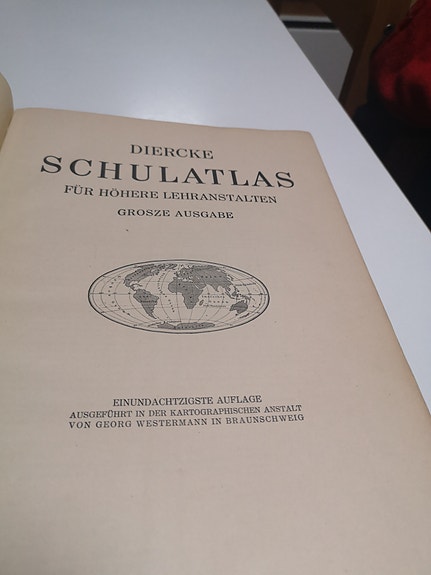 DIERCKE
SCHULATLAS
FÜR HÖHERE LEHRANSTALTEN
GROSZE AUSGABE
EINUNDACHTZIGSTE AUFLAGE
AUSGEFÜHRT IN DER KARTOGRAPHISCHEN ANSTALT
VON GEORG WESTERMANN IN BRAUNSCHWEIG